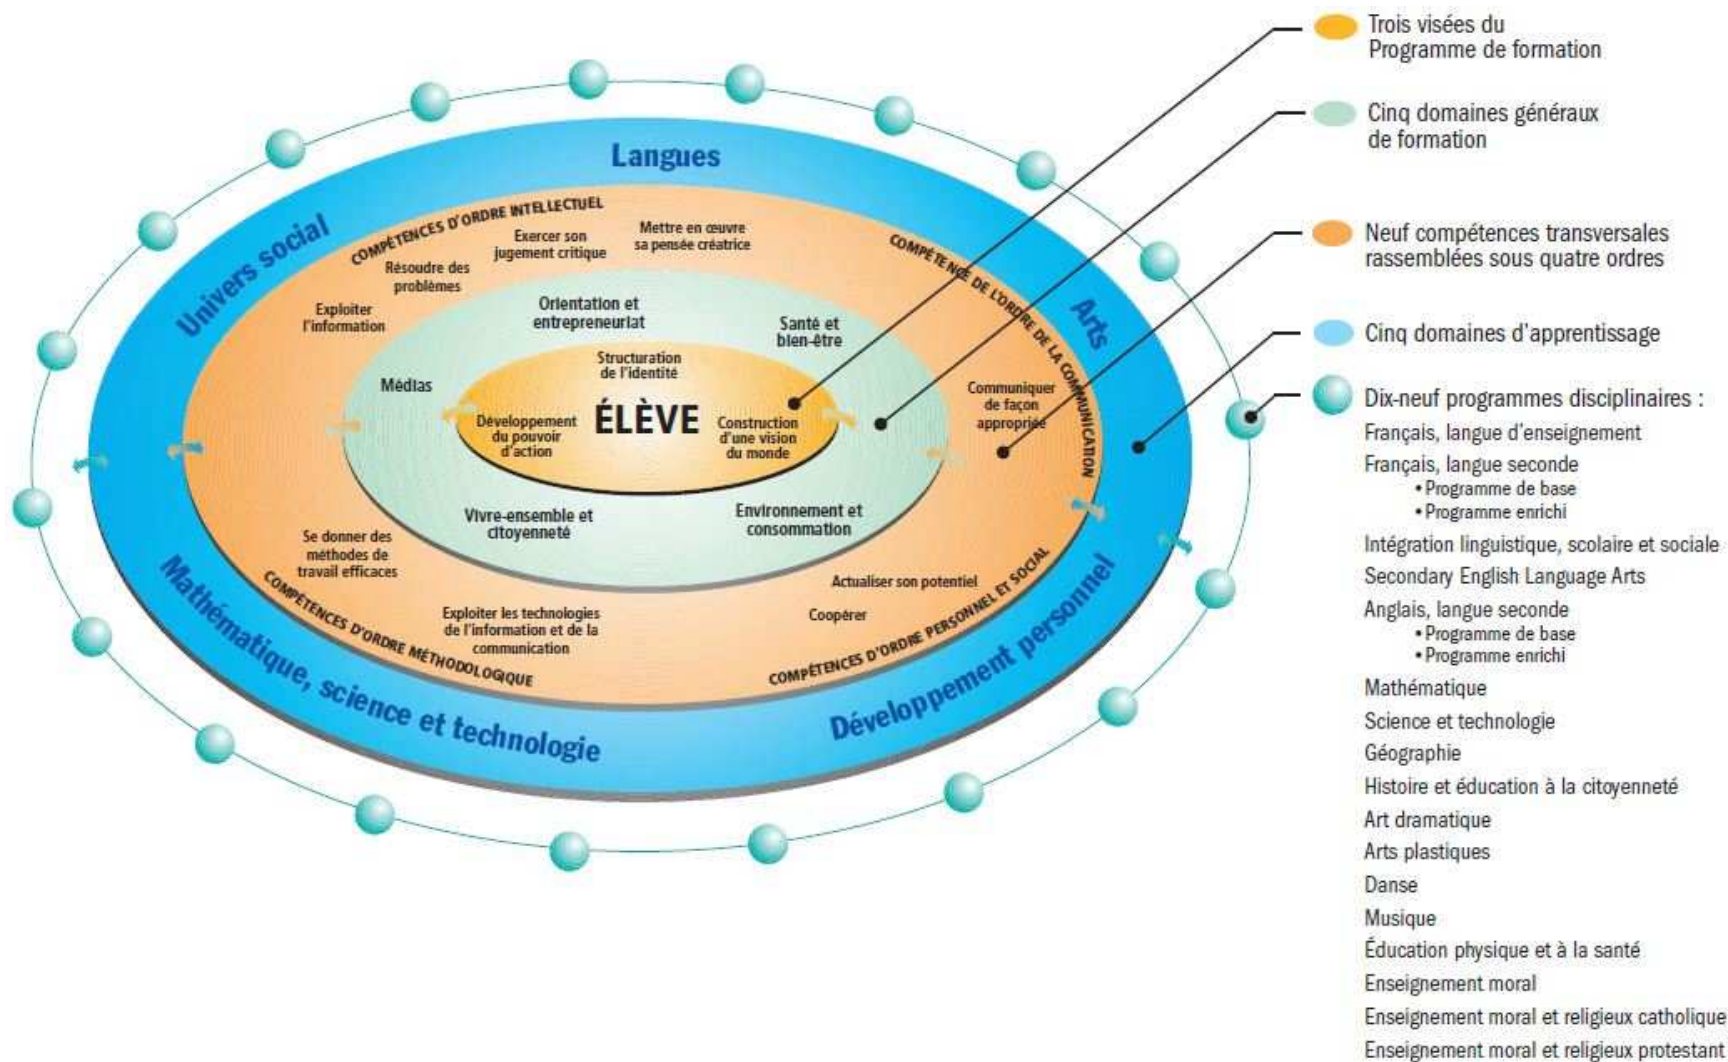 Langues
Univers social
Arts
Mathématique, science et technologie
Développement personnel
COMPÉTENCES D'ORDRE INTELLECTUEL
Exploiter
l'information
Résoudre des
problèmes
Exercer son
jugement critique
Mettre en œuvre
sa pensée créatrice
COMPÉTENCE DE L'ORDRE DE LA COMMUNICATION
Communiquer
de façon
appropriée
COMPÉTENCES D'ORDRE MÉTHODOLOGIQUE
Se donner des
méthodes de
travail efficaces
Exploiter les technologies
de l'information et de la
communication
COMPÉTENCES D'ORDRE PERSONNEL ET SOCIAL
Actualiser son potentiel
Coopérer
Orientation et
entrepreneuriat
Santé et
bien-être
Médias
Vivre-ensemble et
citoyenneté
Environnement et
consommation
Structuration
de l'identité
ÉLÈVE
Développement
du pouvoir
d'action
Construction
d'une vision
du monde
Trois visées du
Programme de formation
Cinq domaines généraux
de formation
Neuf compétences transversales
rassemblées sous quatre ordres
Cinq domaines d'apprentissage
Dix-neuf programmes disciplinaires :
Français, langue d'enseignement
Français, langue seconde
• Programme de base
• Programme enrichi
Intégration linguistique, scolaire et sociale
Secondary English Language Arts
Anglais, langue seconde
• Programme de base
• Programme enrichi
Mathématique
Science et technologie
Géographie
Histoire et éducation à la citoyenneté
Art dramatique
Arts plastiques
Danse
Musique
Éducation physique et à la santé
Enseignement moral
Enseignement moral et religieux catholique
Enseignement moral et religieux protestant